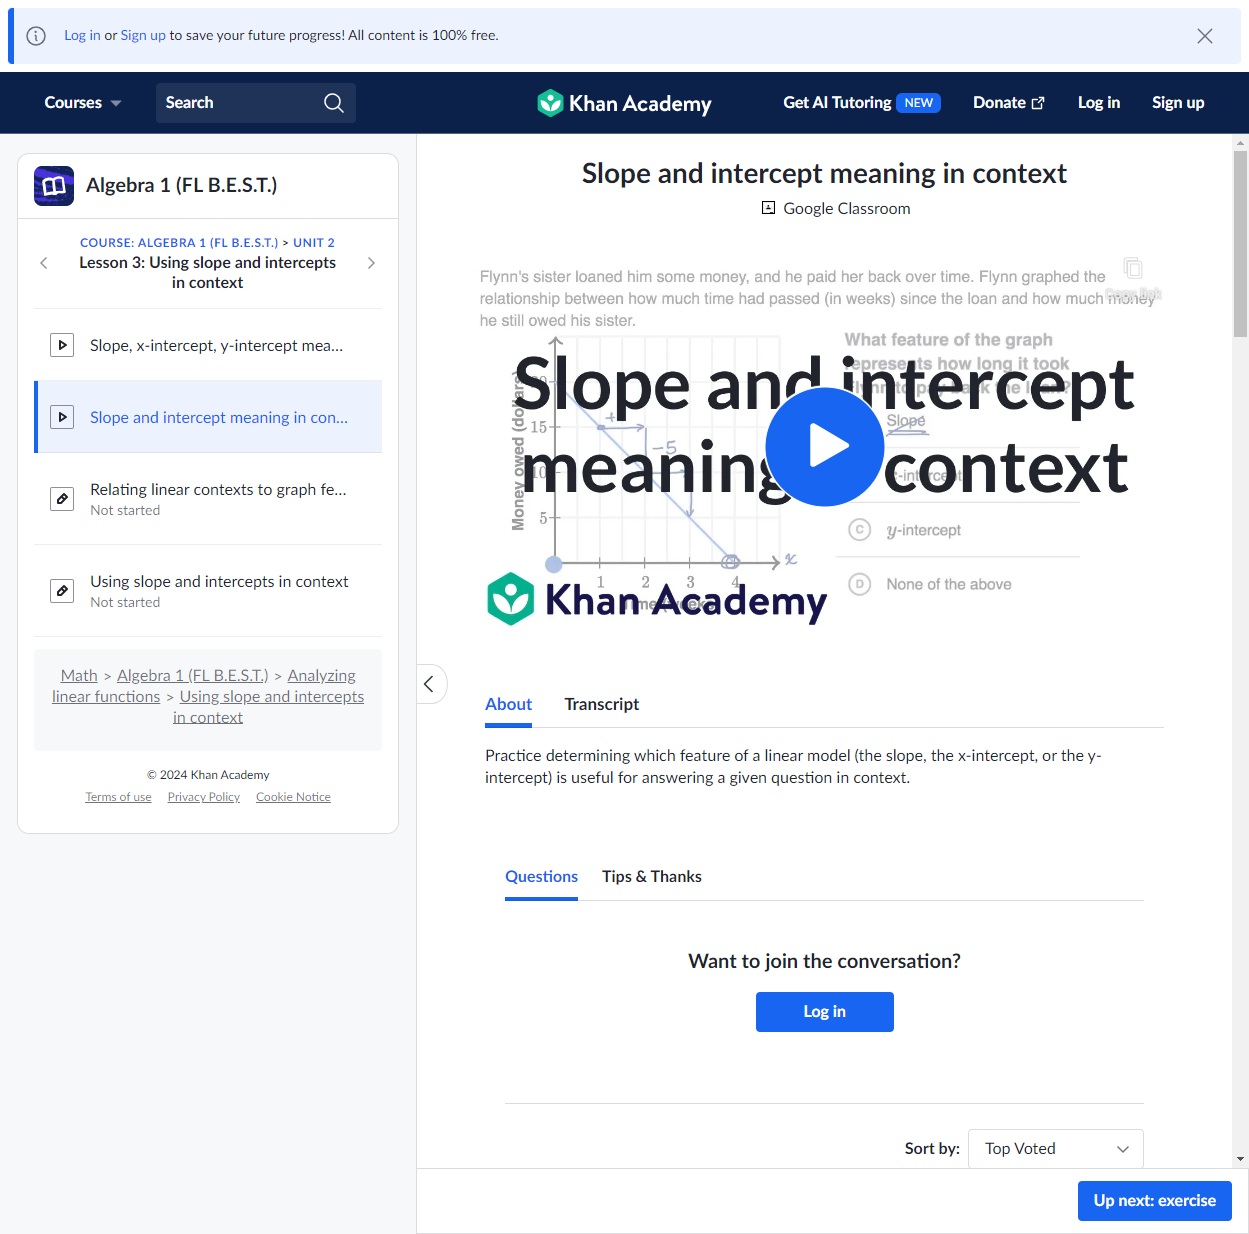 Log in or Sign up to save your future progress! All content is 100% free.
Courses
Search
Khan Academy
Get AI Tutoring NEW
Donate
Log in
Sign up
Algebra 1 (FL B.E.S.T.)
COURSE: ALGEBRA 1 (FL B.E.S.T.) > UNIT 2
Lesson 3: Using slope and intercepts
in context
Slope, x-intercept, y-intercept mea...
Slope and intercept meaning in con...
Relating linear contexts to graph fe...
Not started
Using slope and intercepts in context
Not started
Math > Algebra 1 (FL B.E.S.T.) > Analyzing
linear functions > Using slope and intercepts
in context
© 2024 Khan Academy
Terms of use Privacy Policy Cookie Notice
Slope and intercept meaning in context
Google Classroom
Copy link
Flynn's sister loaned him some money, and he paid her back over time. Flynn graphed the
relationship between how much time had passed (in weeks) since the loan and how much money
he still owed his sister.
What feature of the graph
represents how long it took
Flynn to pay back the loan?
Slope and intercept
meaning context
Slope
x-intercept
C y-intercept
D None of the above
Money owed (dollars)
15
10
5
-5
1 2 3 4
x
Time (weeks)
Khan Academy
About
Transcript
Practice determining which feature of a linear model (the slope, the x-intercept, or the y-
intercept) is useful for answering a given question in context.
Questions
Tips & Thanks
Want to join the conversation?
Log in
Sort by: Top Voted
Up next: exercise